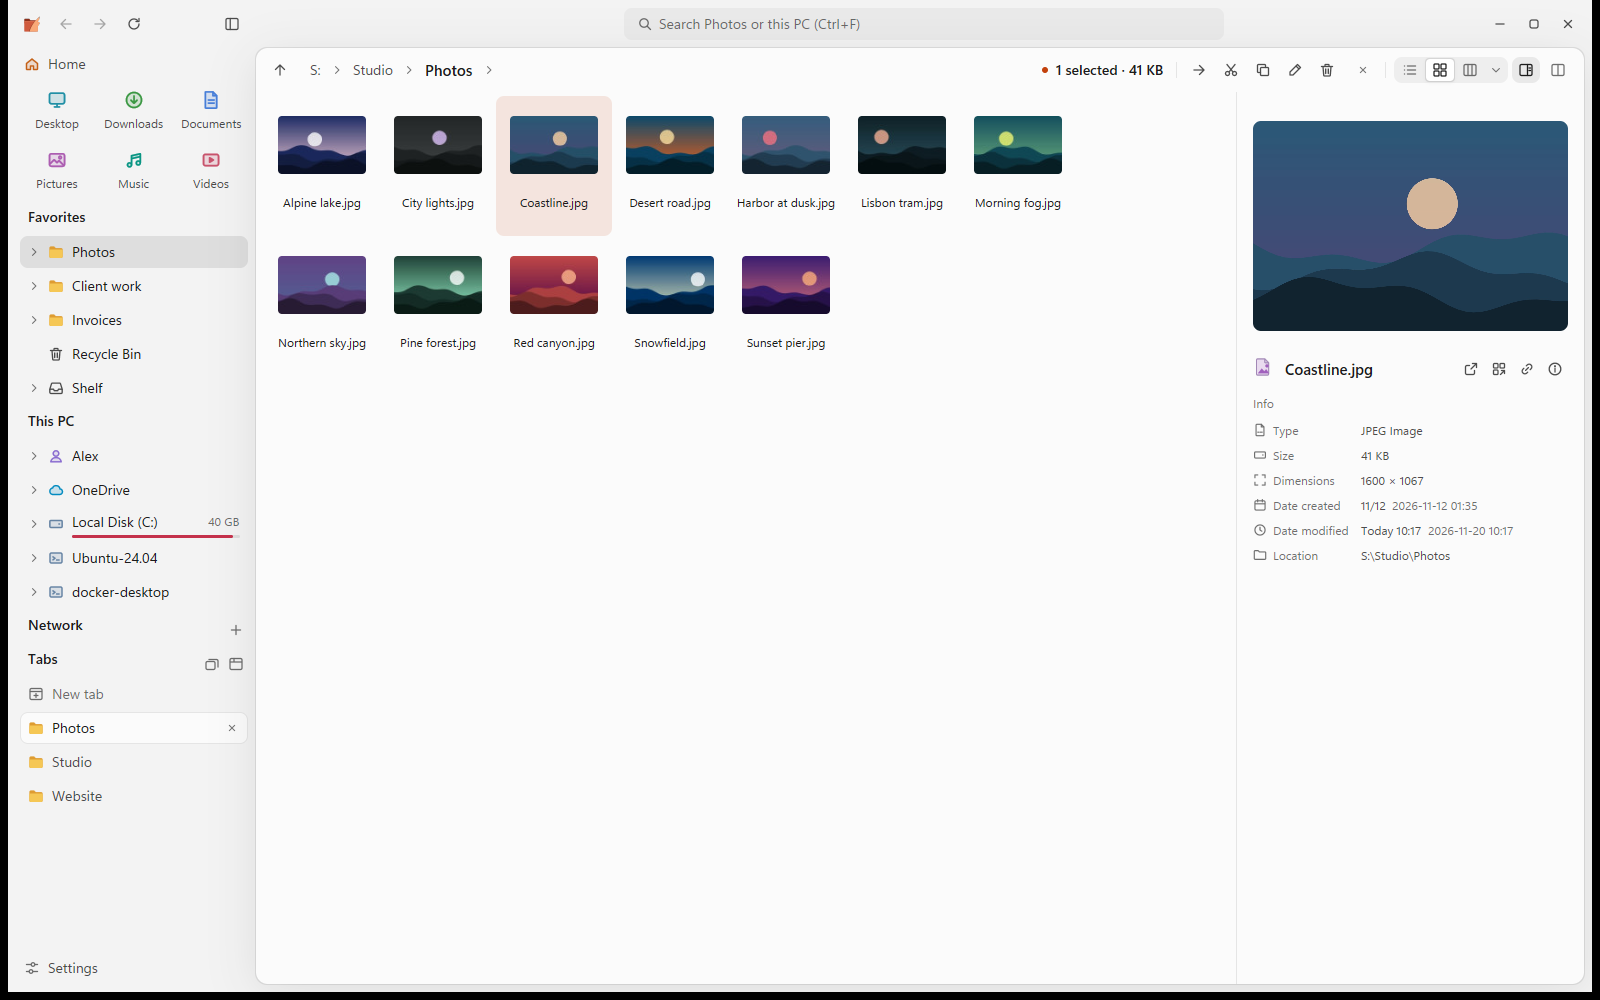 Search Photos or this PC (Ctrl+F)
Home
Desktop
Downloads
Documents
Pictures
Music
Videos
Favorites
Photos
Client work
Invoices
Recycle Bin
Shelf
This PC
Alex
OneDrive
Local Disk (C:) 40 GB
Ubuntu-24.04
docker-desktop
Network
Tabs
New tab
Photos
Studio
Website
Settings
S: Studio Photos
1 selected · 41 KB
Alpine lake.jpg
City lights.jpg
Coastline.jpg
Desert road.jpg
Harbor at dusk.jpg
Lisbon tram.jpg
Morning fog.jpg
Northern sky.jpg
Pine forest.jpg
Red canyon.jpg
Snowfield.jpg
Sunset pier.jpg
Coastline.jpg
Info
Type JPEG Image
Size 41 KB
Dimensions 1600 × 1067
Date created 11/12 2026-11-12 01:35
Date modified Today 10:17 2026-11-20 10:17
Location S:\Studio\Photos